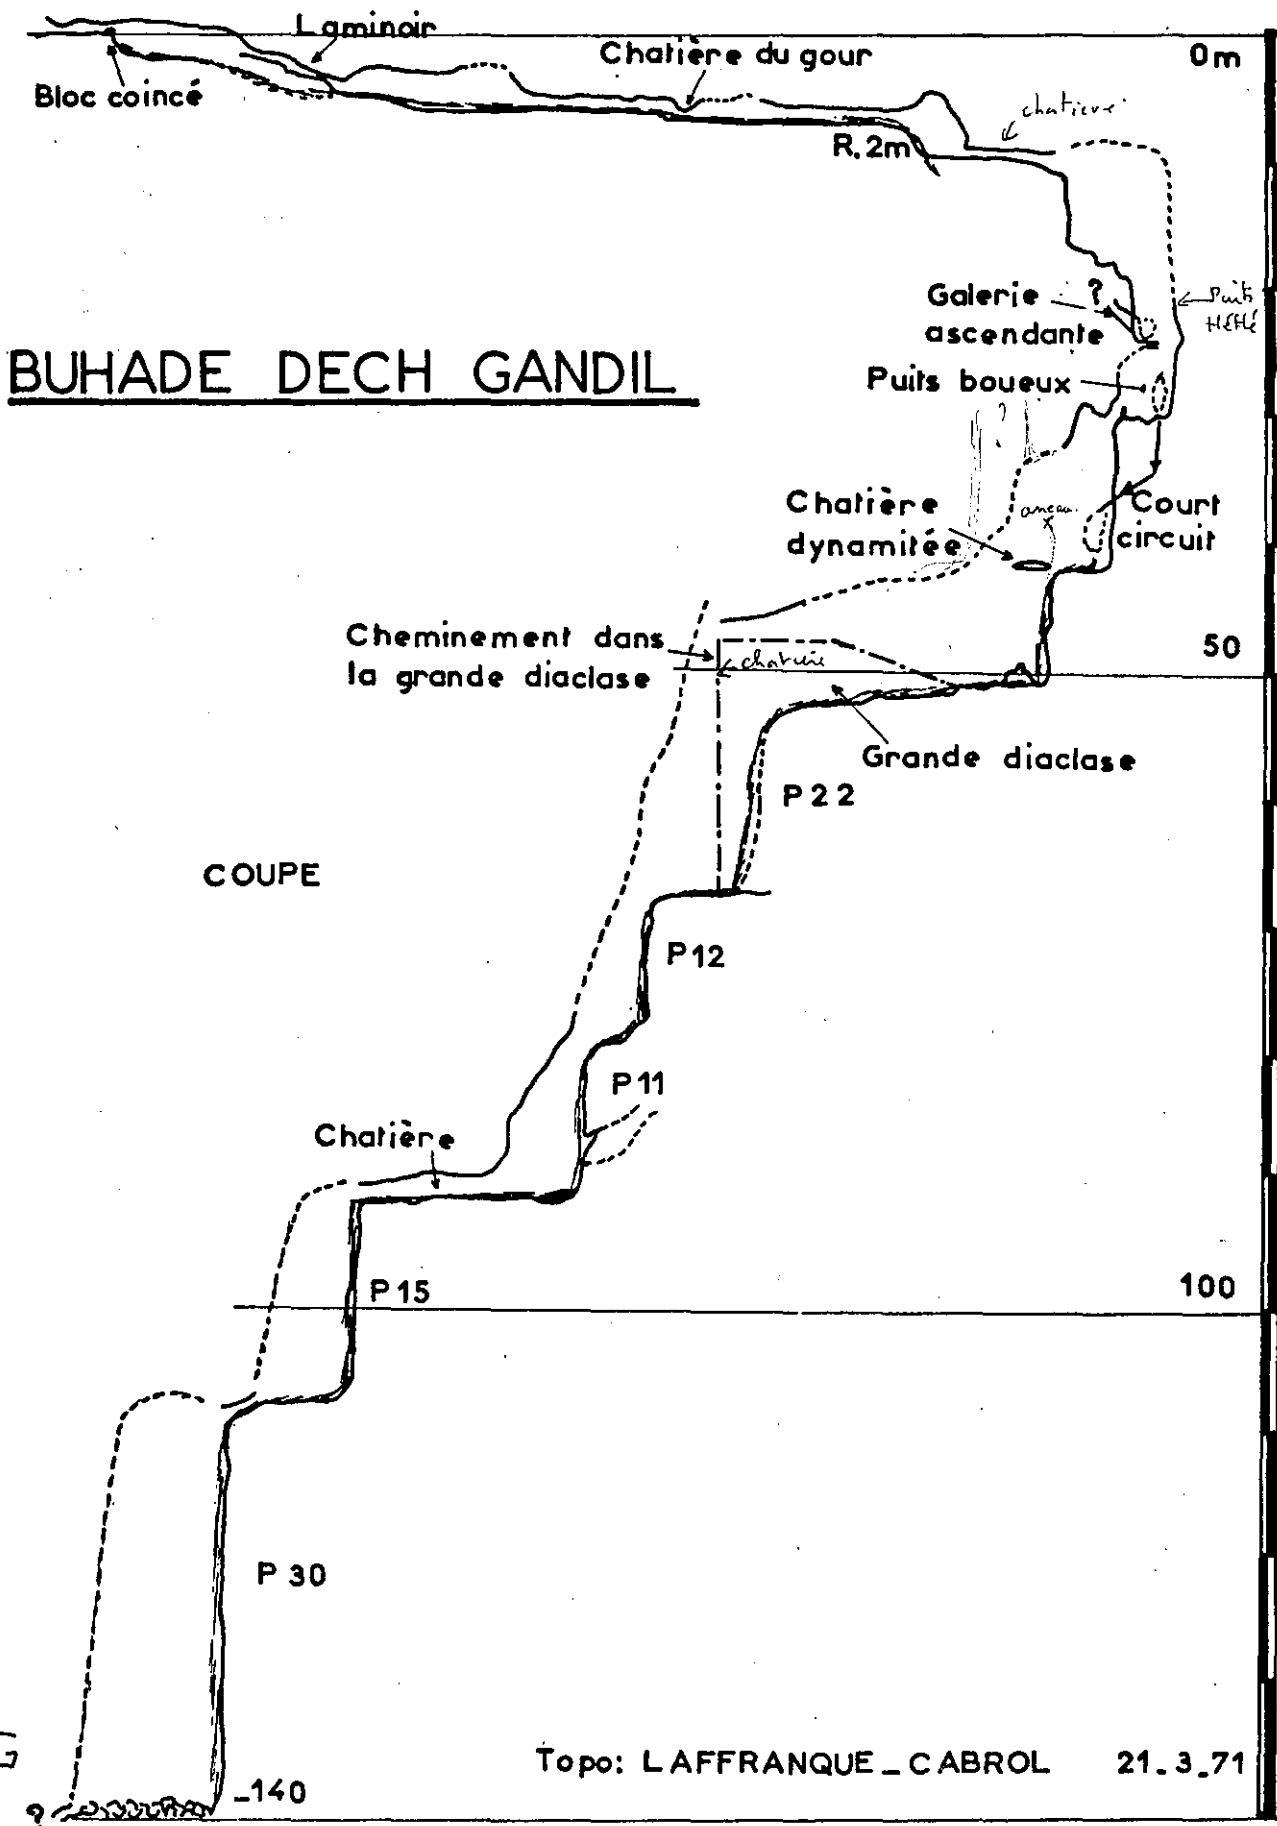 Laminoir
0m
Chatière du gour
Bloc coincé
chatière
R.2m
Galerie
ascendante
?
Puits
BUHADE DECH GANDIL
Puits boueux
?
Chatière
dynamitée
Court
circuit
Cheminement dans
la grande diaclase
chatière
50
Grande diaclase
P22
COUPE
P12
P11
Chatière
P15
100
P30
Topo: LAFFRANQUE_CABROL 21_3_71
_140
?